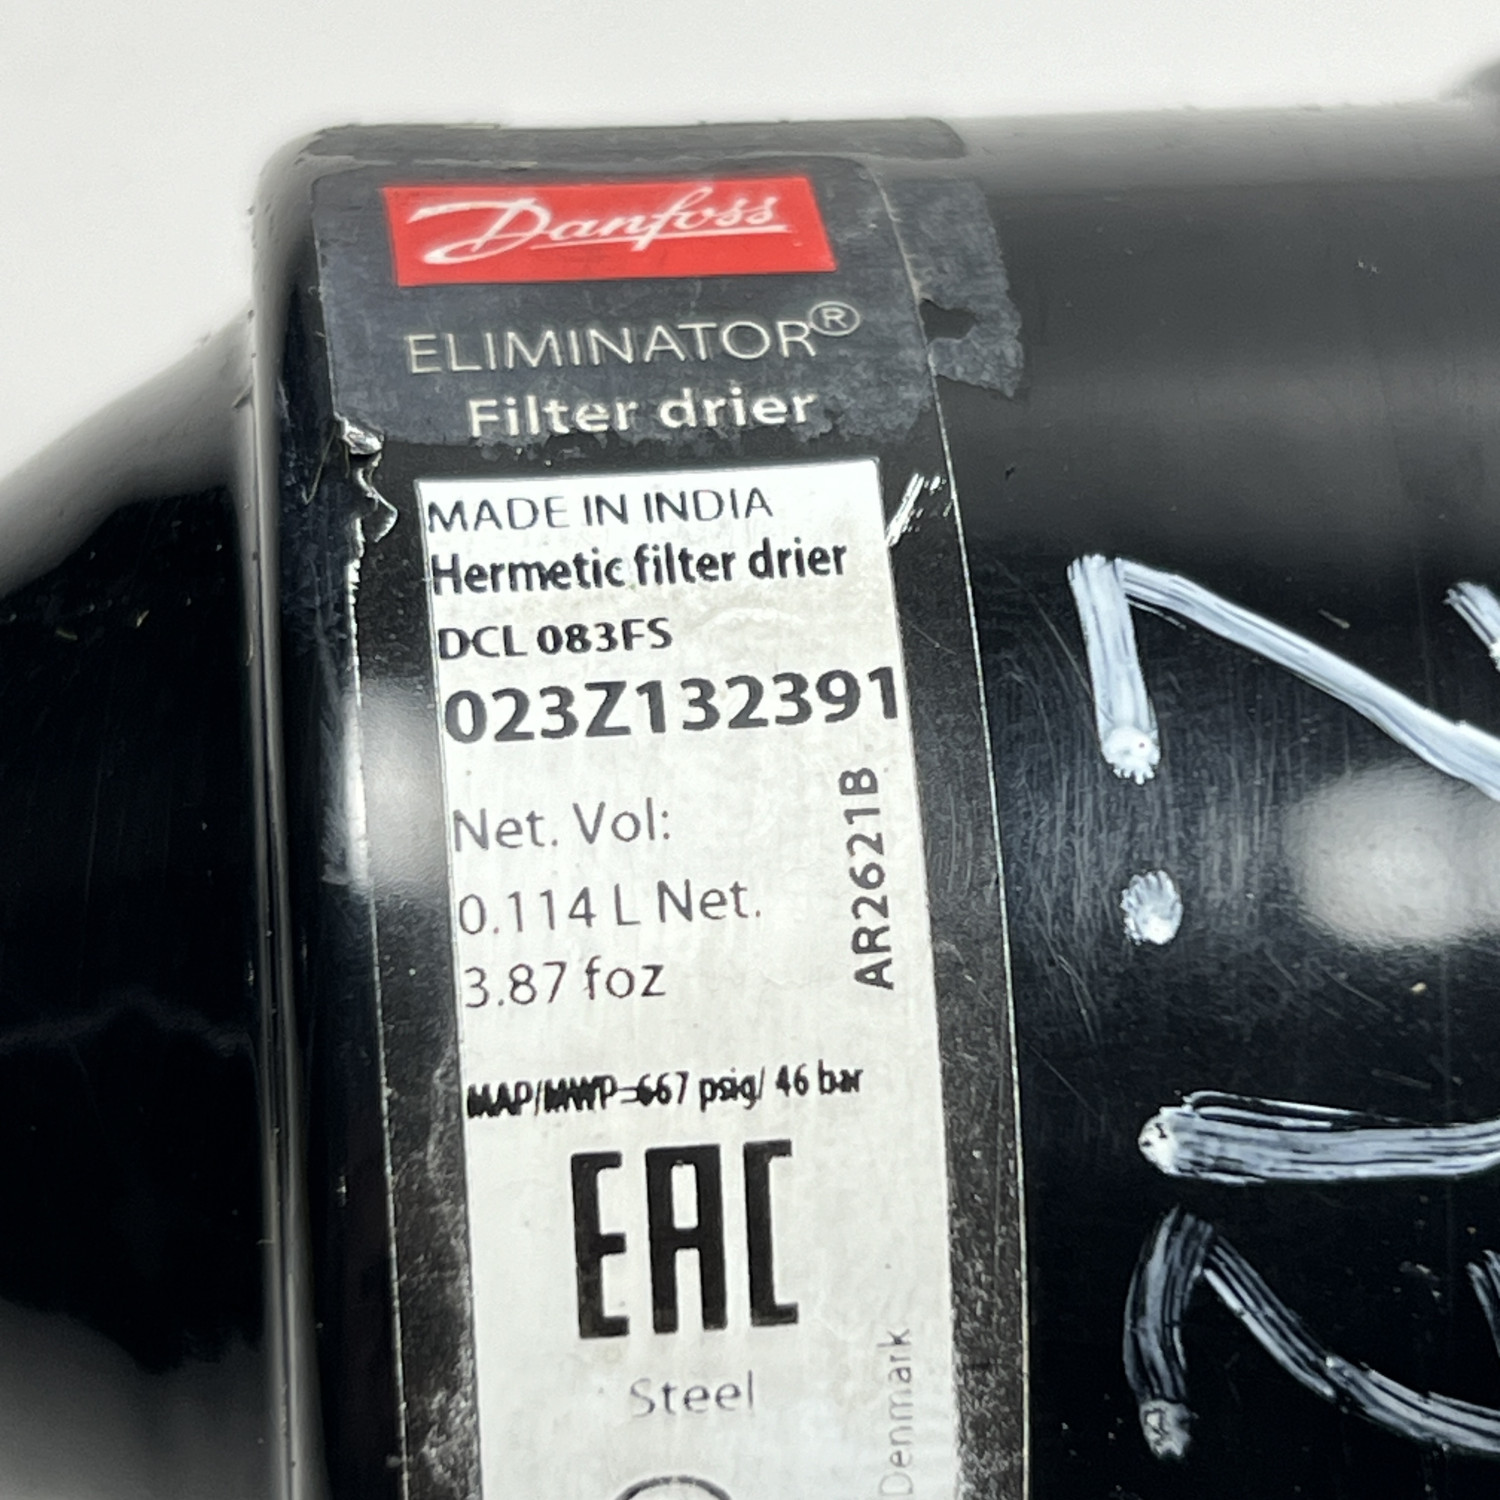 Danfoss
ELIMINATOR®
Filter drier
MADE IN INDIA
Hermetic filter drier
DCL 083FS
023Z132391
Net. Vol:
0.114 L Net.
3.87 foz
AR2621B
MAP/MWP=667 psig/ 46 bar
EAC
Steel
Denmark